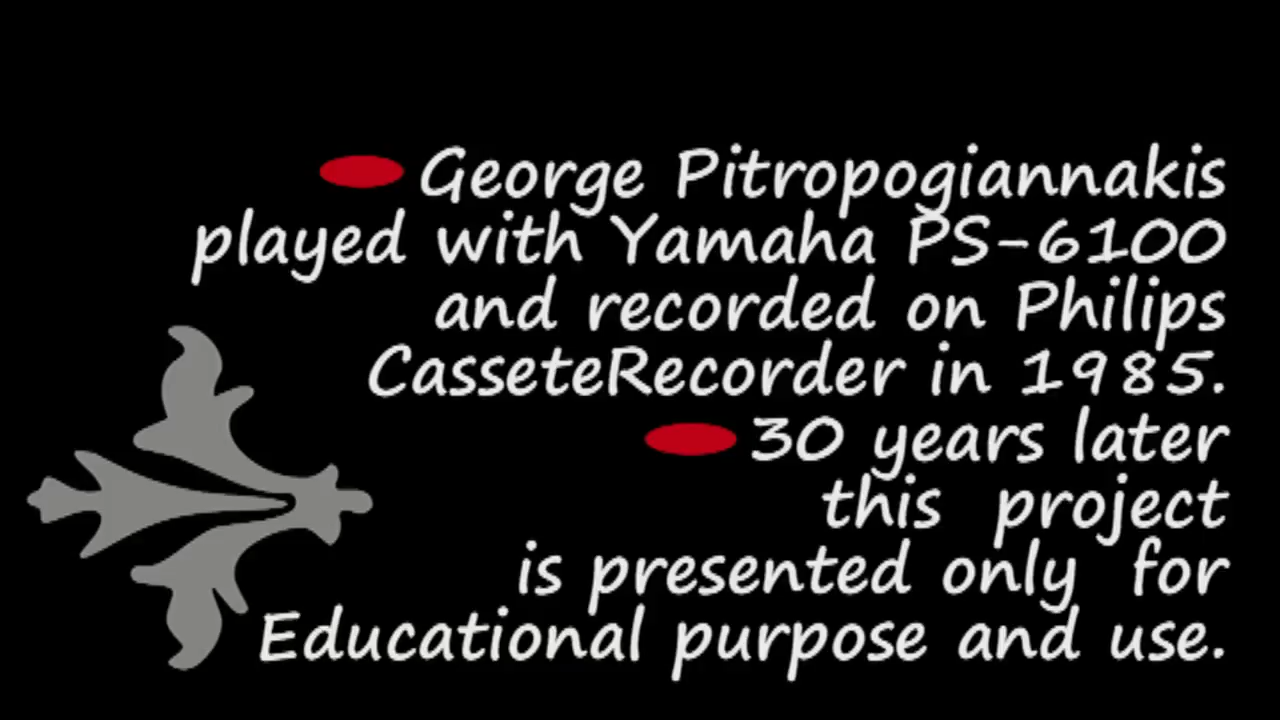 George Pitropogiannakis
played with Yamaha PS-6100
and recorded on Philips
CasseteRecorder in 1985.
30 years later
this project
is presented only for
Educational purpose and use.